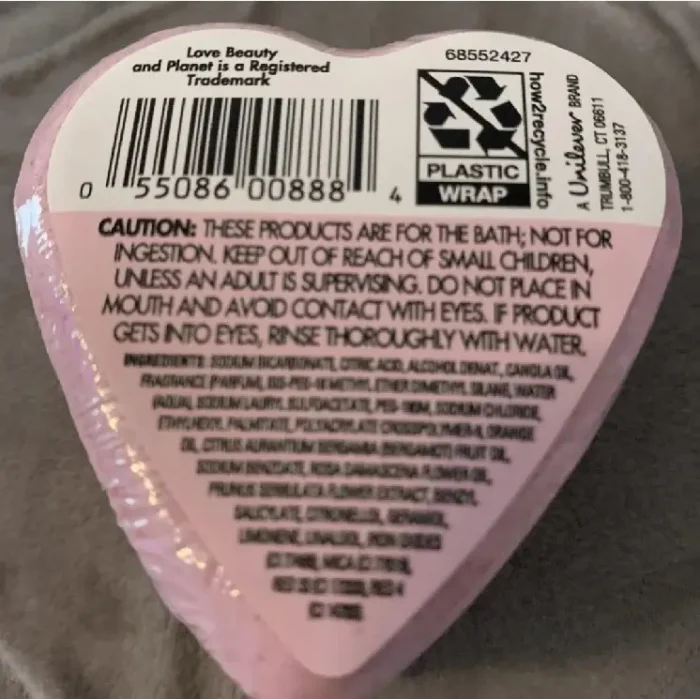 Love Beauty
and Planet is a Registered
Trademark
68552427
0 55086 00888 4
PLASTIC
WRAP
how2recycle.info
A Unilever BRAND
TRUMBULL, CT 06611
1-800-418-3137
CAUTION: THESE PRODUCTS ARE FOR THE BATH; NOT FOR
INGESTION. KEEP OUT OF REACH OF SMALL CHILDREN,
UNLESS AN ADULT IS SUPERVISING. DO NOT PLACE IN
MOUTH AND AVOID CONTACT WITH EYES. IF PRODUCT
GETS INTO EYES, RINSE THOROUGHLY WITH WATER.
INGREDIENTS: SODIUM BICARBONATE, CITRIC ACID, ALCOHOL DENAT., CANOLA OIL,
FRAGRANCE (PARFUM), METHYL ETHER DIMETHYL SILANE, WATER
(AQUA), SODIUM LAURYL SULFOACETATE, SODIUM CHLORIDE,
ETHYLHEXYL PALMITATE, POLYACRYLATE CROSSPOLYMER-6, ORANGE
OIL, CITRUS AURANTIUM BERGAMIA (BERGAMOT) FRUIT OIL,
SODIUM BENZOATE, ROSA DAMASCENA FLOWER OIL,
PRUNUS SERRULATA FLOWER EXTRACT, BENZYL
SALICYLATE, CITRONELLOL, GERANIOL,
LIMONENE, LINALOOL, IRON OXIDES
MICA
RED